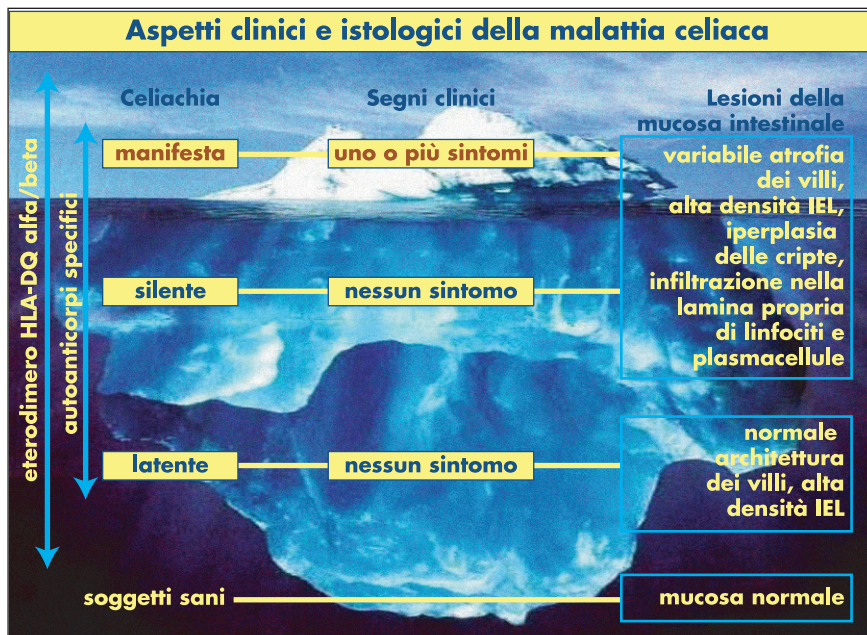 Aspetti clinici e istologici della malattia celiaca
Celiachia
Segni clinici
Lesioni della
mucosa intestinale
manifesta
uno o più sintomi
variabile atrofia
dei villi,
alta densità IEL,
iperplasia
delle cripte,
infiltrazione nella
lamina propria
di linfociti e
plasmacellule
silente
nessun sintomo
latente
nessun sintomo
normale
architettura
dei villi, alta
densità IEL
soggetti sani
mucosa normale
eterodimero HLA-DQ alfa/beta
autoanticorpi specifici